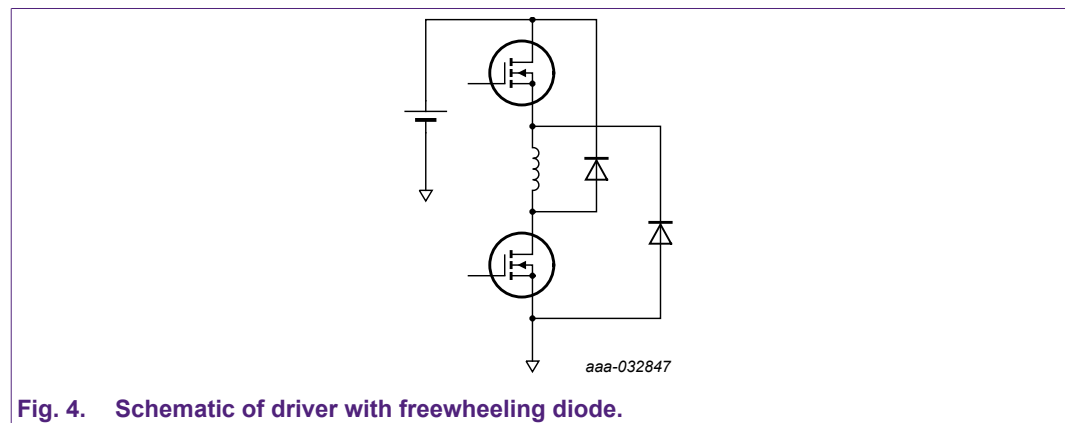 aaa-032847
Fig. 4. Schematic of driver with freewheeling diode.